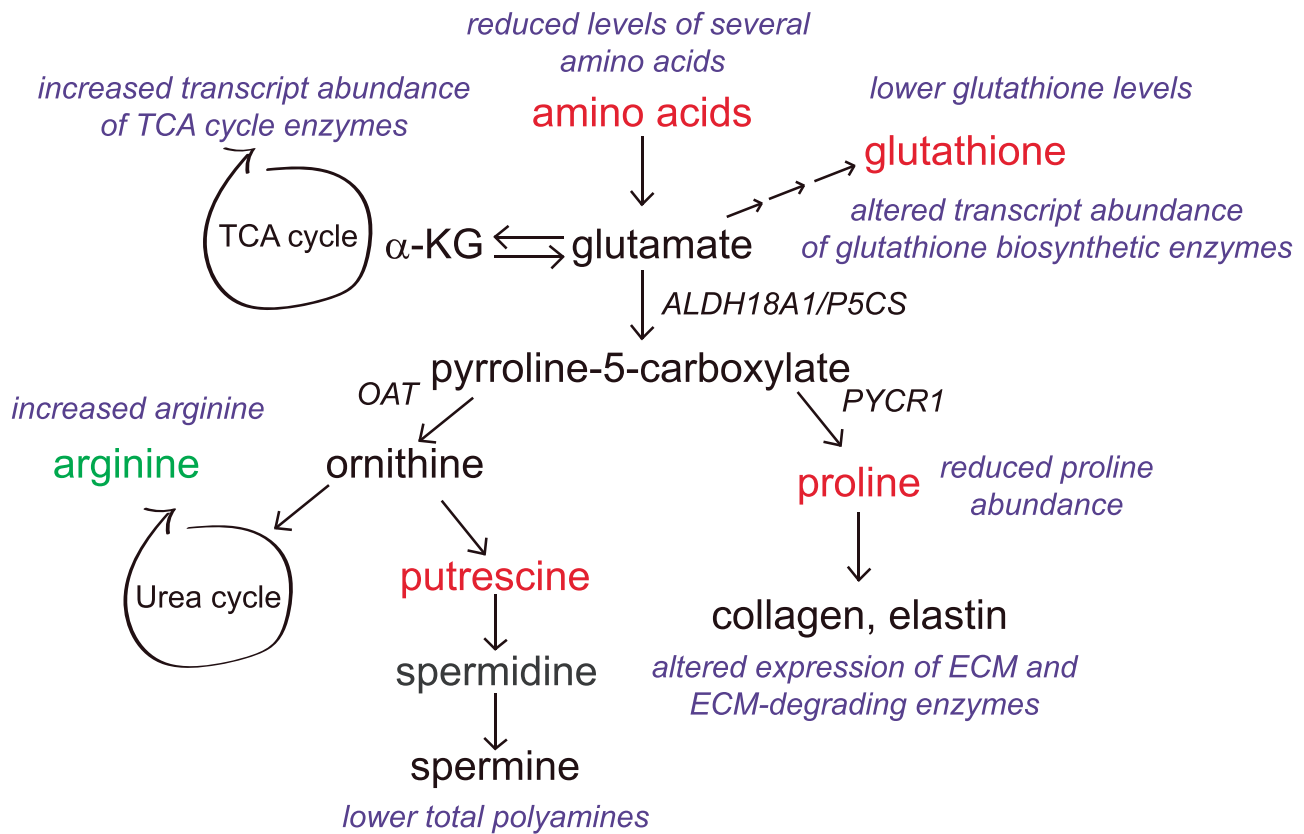 reduced levels of several
amino acids
increased transcript abundance
of TCA cycle enzymes
amino acids
lower glutathione levels
glutathione
TCA cycle
α-KG
glutamate
altered transcript abundance
of glutathione biosynthetic enzymes
ALDH18A1/P5CS
pyrroline-5-carboxylate
OAT
PYCR1
increased arginine
arginine
ornithine
proline
reduced proline
abundance
Urea cycle
putrescine
collagen, elastin
spermidine
altered expression of ECM and
ECM-degrading enzymes
spermine
lower total polyamines